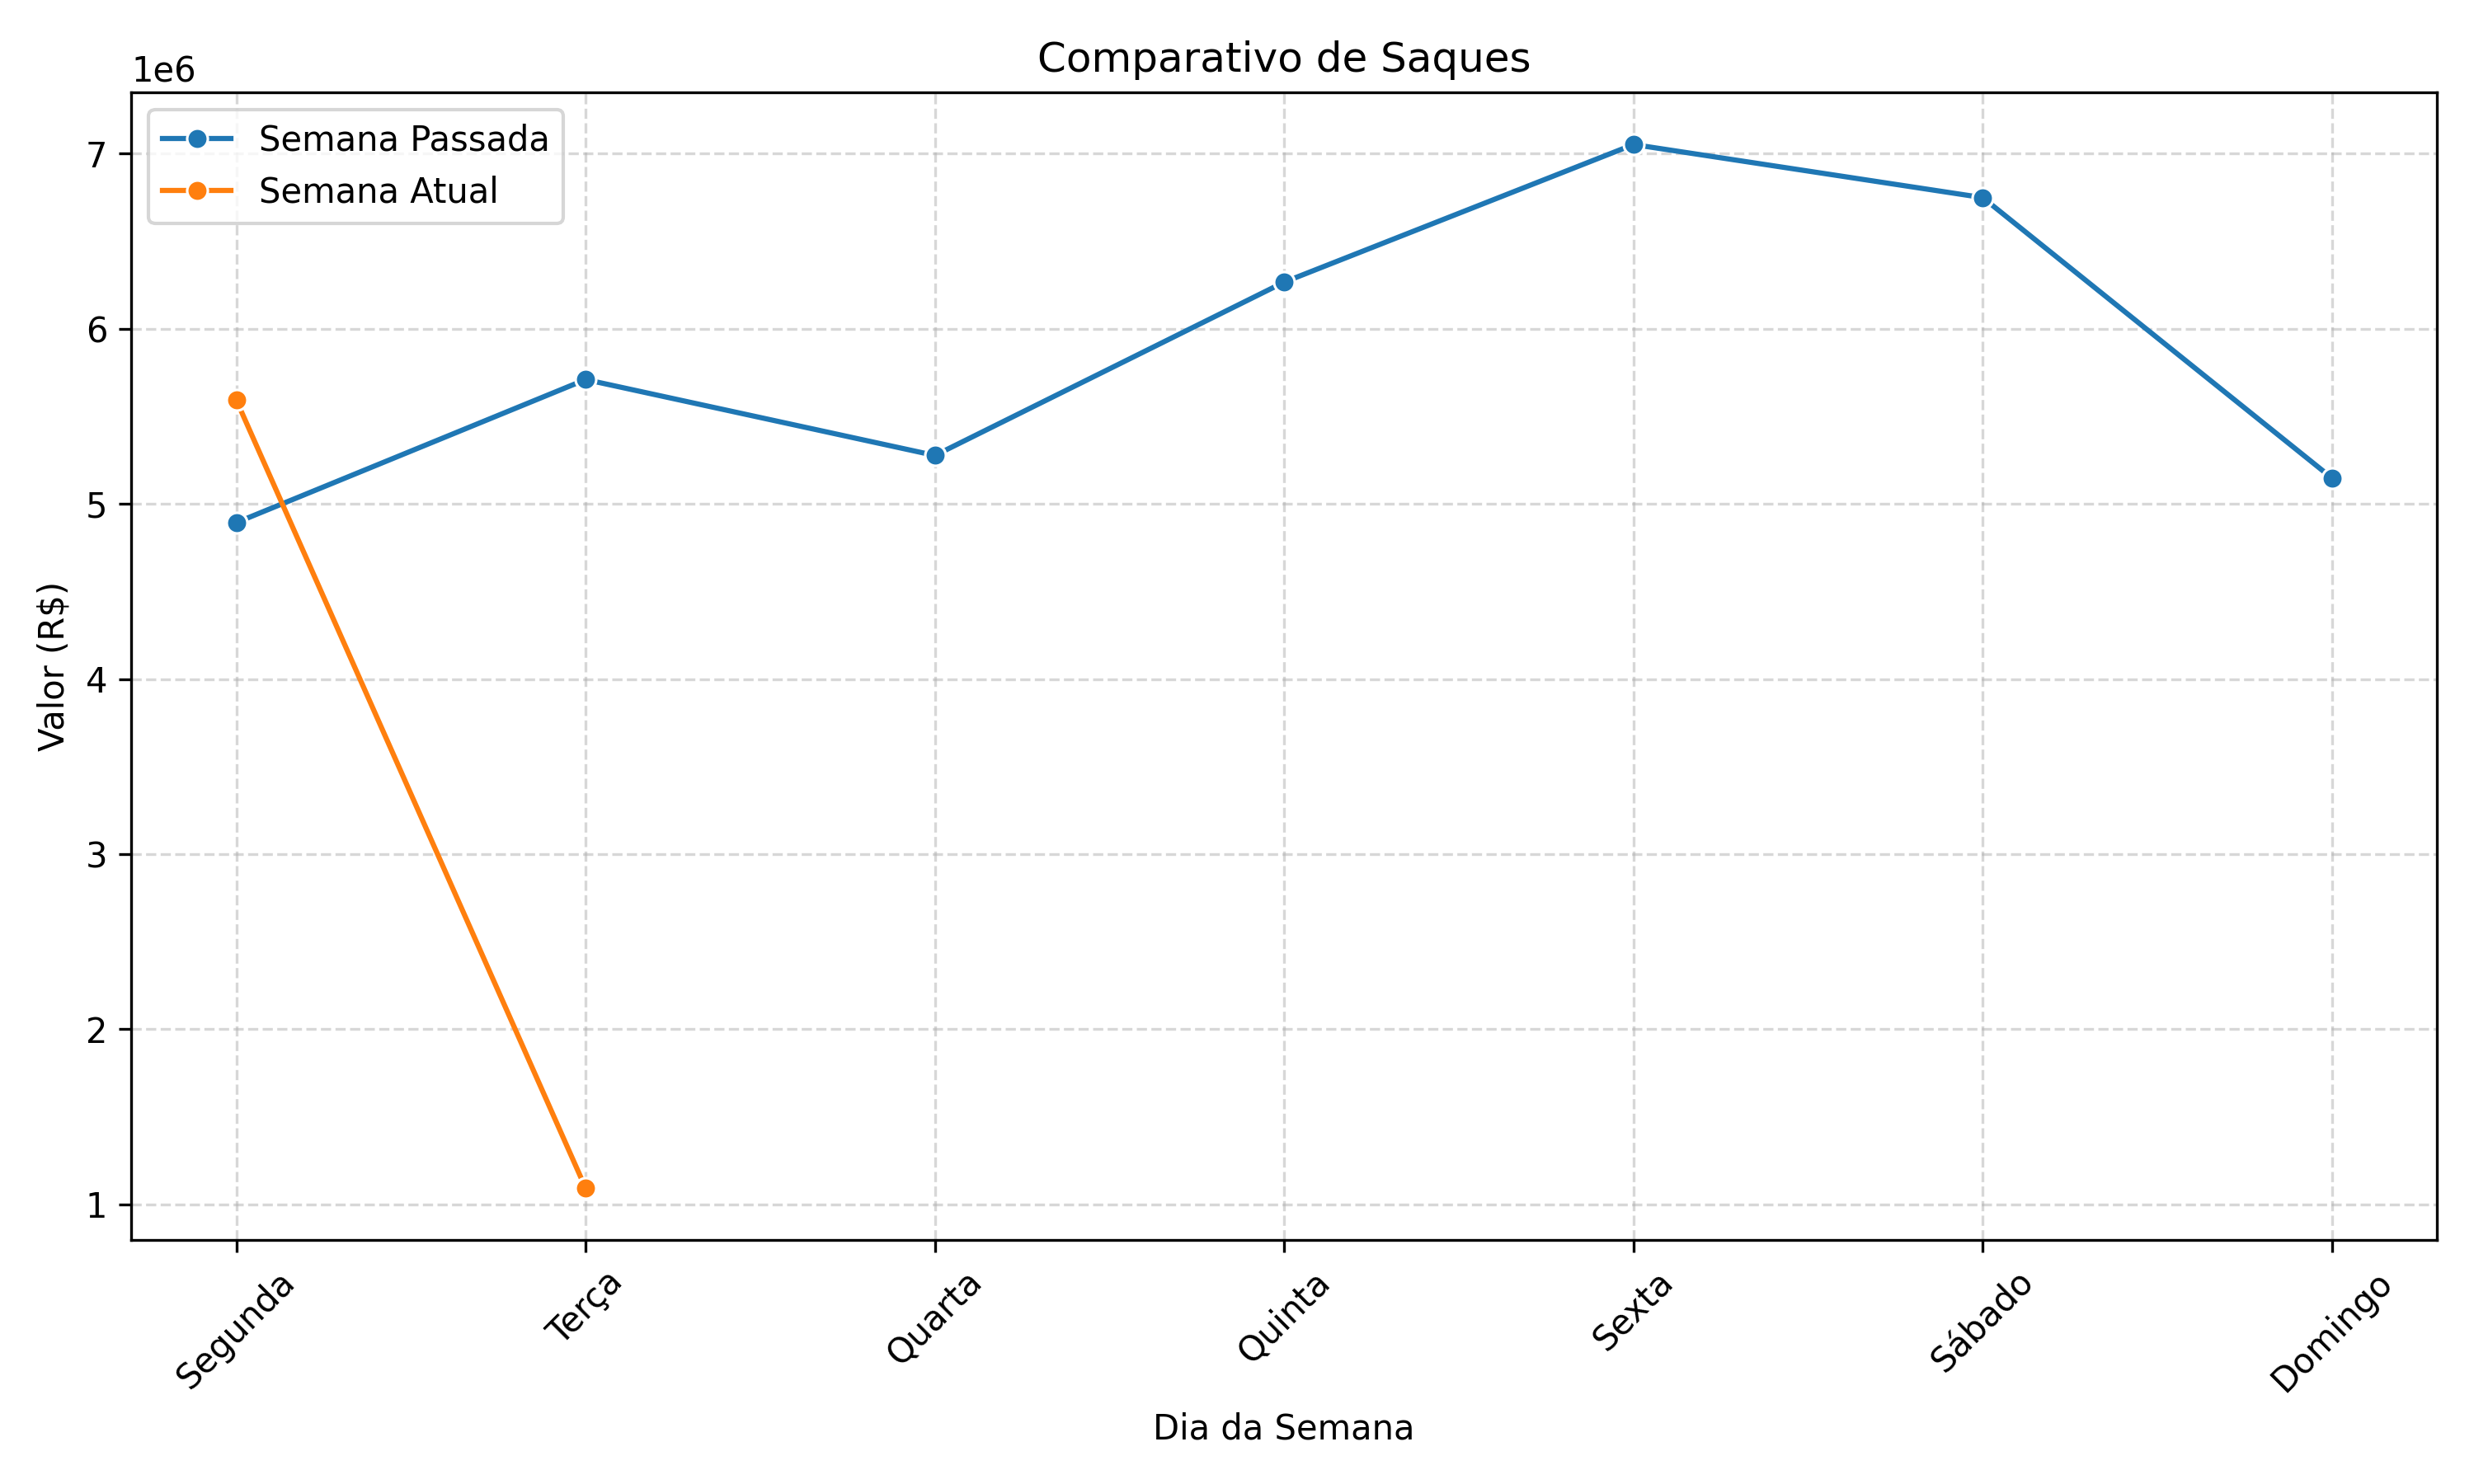 Comparativo de Saques
1e6
Semana Passada
Semana Atual
7
6
5
4
3
2
1
Valor (R$)
Segunda
Terça
Quarta
Quinta
Sexta
Sábado
Domingo
Dia da Semana